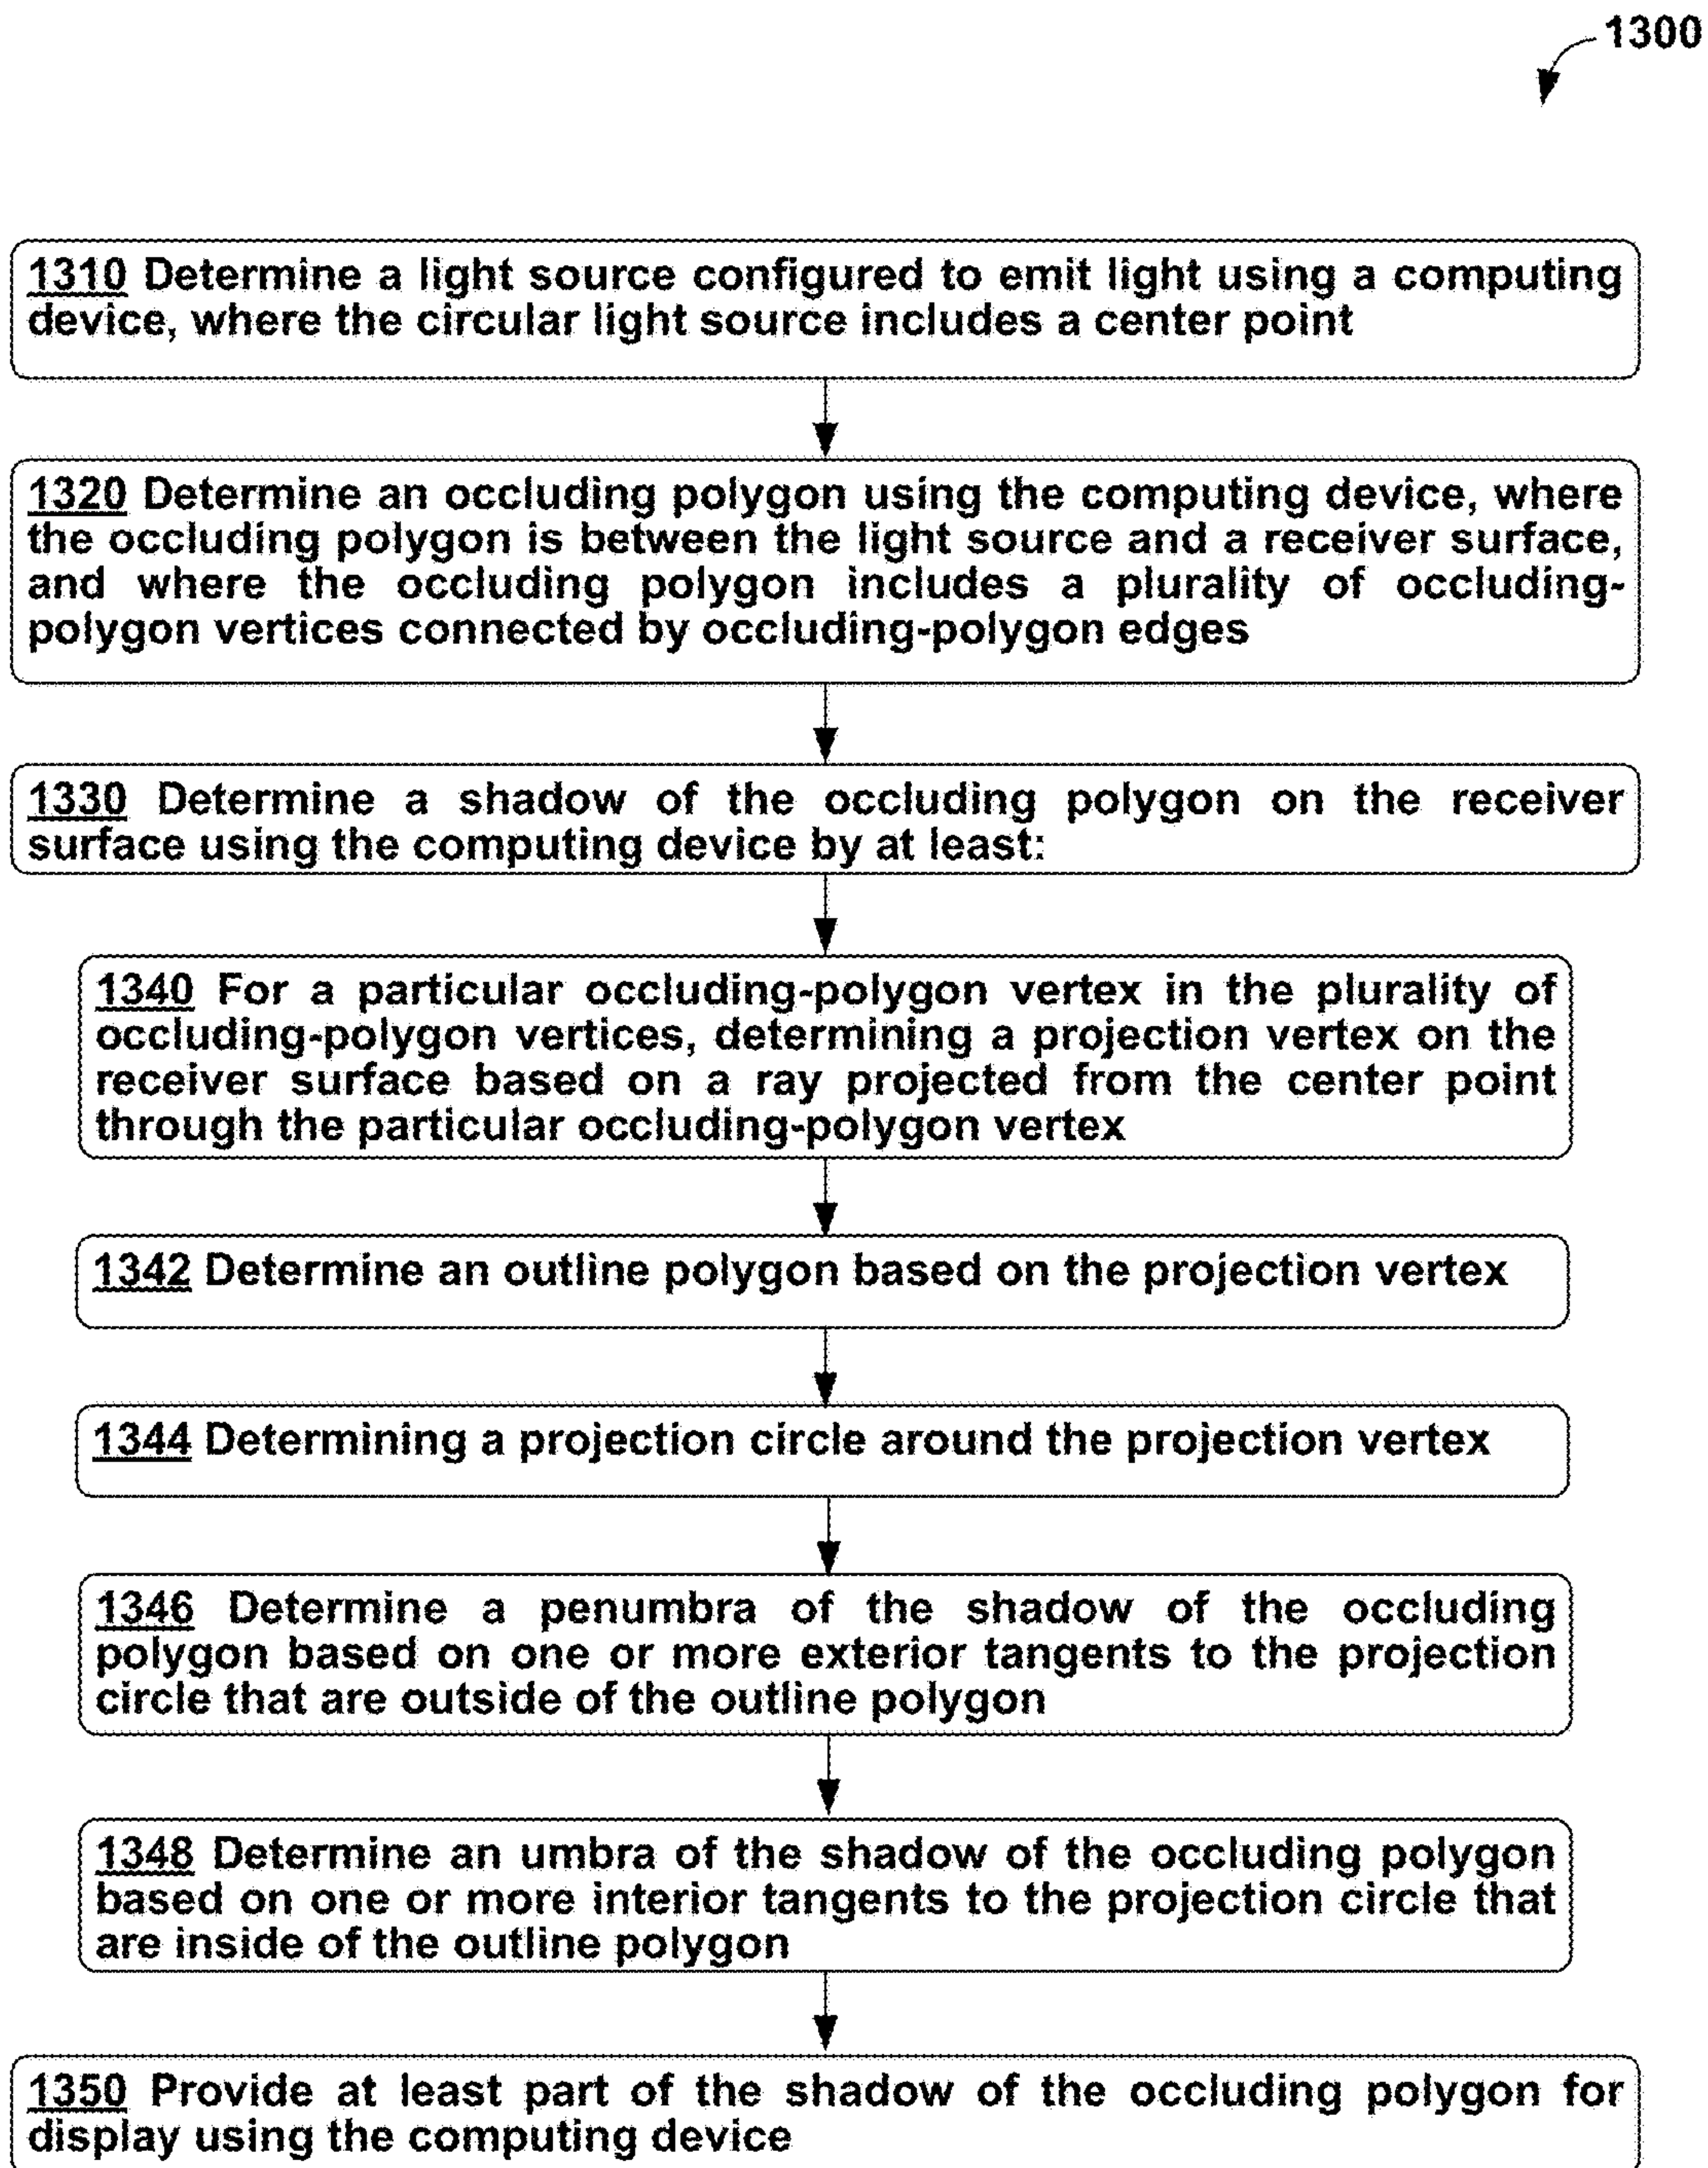 1300
1310 Determine a light source configured to emit light using a computing
device, where the circular light source includes a center point
1320 Determine an occluding polygon using the computing device, where
the occluding polygon is between the light source and a receiver surface,
and where the occluding polygon includes a plurality of occluding-
polygon vertices connected by occluding-polygon edges
1330 Determine a shadow of the occluding polygon on the receiver
surface using the computing device by at least:
1340 For a particular occluding-polygon vertex in the plurality of
occluding-polygon vertices, determining a projection vertex on the
receiver surface based on a ray projected from the center point
through the particular occluding-polygon vertex
1342 Determine an outline polygon based on the projection vertex
1344 Determining a projection circle around the projection vertex
1346 Determine a penumbra of the shadow of the occluding
polygon based on one or more exterior tangents to the projection
circle that are outside of the outline polygon
1348 Determine an umbra of the shadow of the occluding polygon
based on one or more interior tangents to the projection circle that
are inside of the outline polygon
1350 Provide at least part of the shadow of the occluding polygon for
display using the computing device